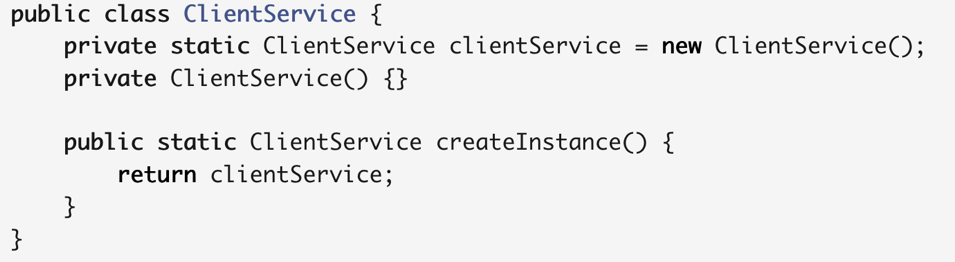 public class ClientService {
    private static ClientService clientService = new ClientService();
    private ClientService() {}

    public static ClientService createInstance() {
        return clientService;
    }
}